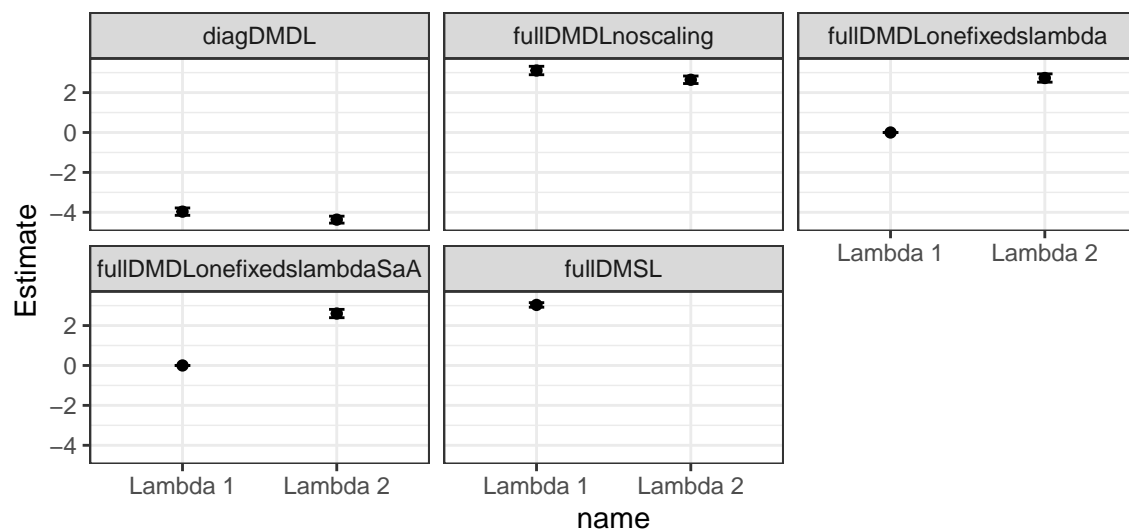 diagDMDL
fullDMDLnoscaling
fullDMDLonefixedslambda
2
0
−2
−4
Lambda 1
Lambda 2
fullDMDLonefixedslambdaSaA
fullDMSL
2
0
−2
−4
Lambda 1
Lambda 2
Lambda 1
Lambda 2
Estimate
name